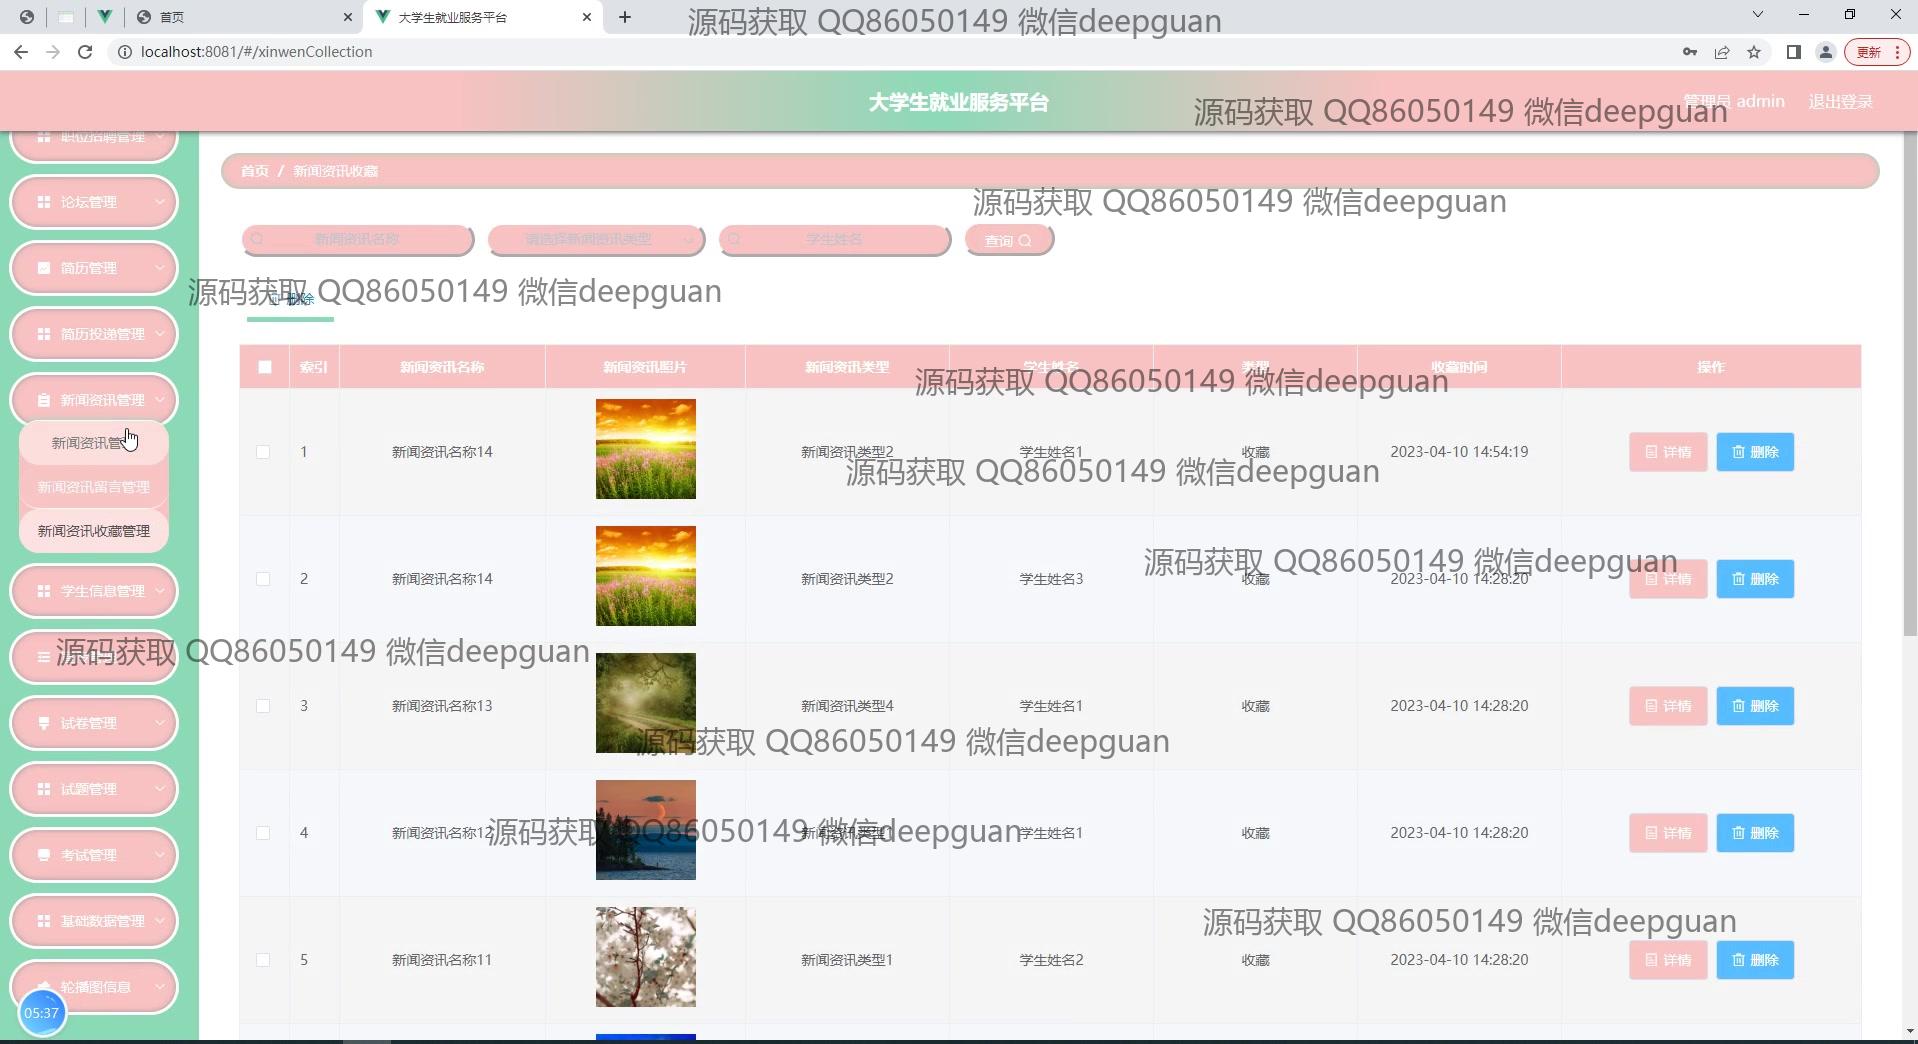 首页
大学生就业服务平台
源码获取 QQ86050149 微信deepguan
localhost:8081/#/xinwenCollection
更新
大学生就业服务平台
管理员 admin
退出登录
源码获取 QQ86050149 微信deepguan
职位招聘管理
首页 / 新闻资讯收藏
论坛管理
源码获取 QQ86050149 微信deepguan
新闻资讯名称
请选择新闻资讯类型
学生姓名
查询
简历管理
源码获取 QQ86050149 微信deepguan
删除
简历投递管理
索引 新闻资讯名称 新闻资讯照片 新闻资讯类型 学生姓名 类型 收藏时间 操作
源码获取 QQ86050149 微信deepguan
新闻资讯管理
新闻资讯管
1 新闻资讯名称14 新闻资讯类型2 学生姓名1 收藏 2023-04-10 14:54:19 详情 删除
源码获取 QQ86050149 微信deepguan
新闻资讯留言管理
新闻资讯收藏管理
源码获取 QQ86050149 微信deepguan
2 新闻资讯名称14 新闻资讯类型2 学生姓名3 收藏 2023-04-10 14:28:20 详情 删除
学生信息管理
源码获取 QQ86050149 微信deepguan
3 新闻资讯名称13 新闻资讯类型4 学生姓名1 收藏 2023-04-10 14:28:20 详情 删除
试卷管理
源码获取 QQ86050149 微信deepguan
试题管理
4 新闻资讯名称12 新闻资讯类型1 学生姓名1 收藏 2023-04-10 14:28:20 详情 删除
源码获取 QQ86050149 微信deepguan
考试管理
基础数据管理
源码获取 QQ86050149 微信deepguan
5 新闻资讯名称11 新闻资讯类型1 学生姓名2 收藏 2023-04-10 14:28:20 详情 删除
轮播图信息
05:37